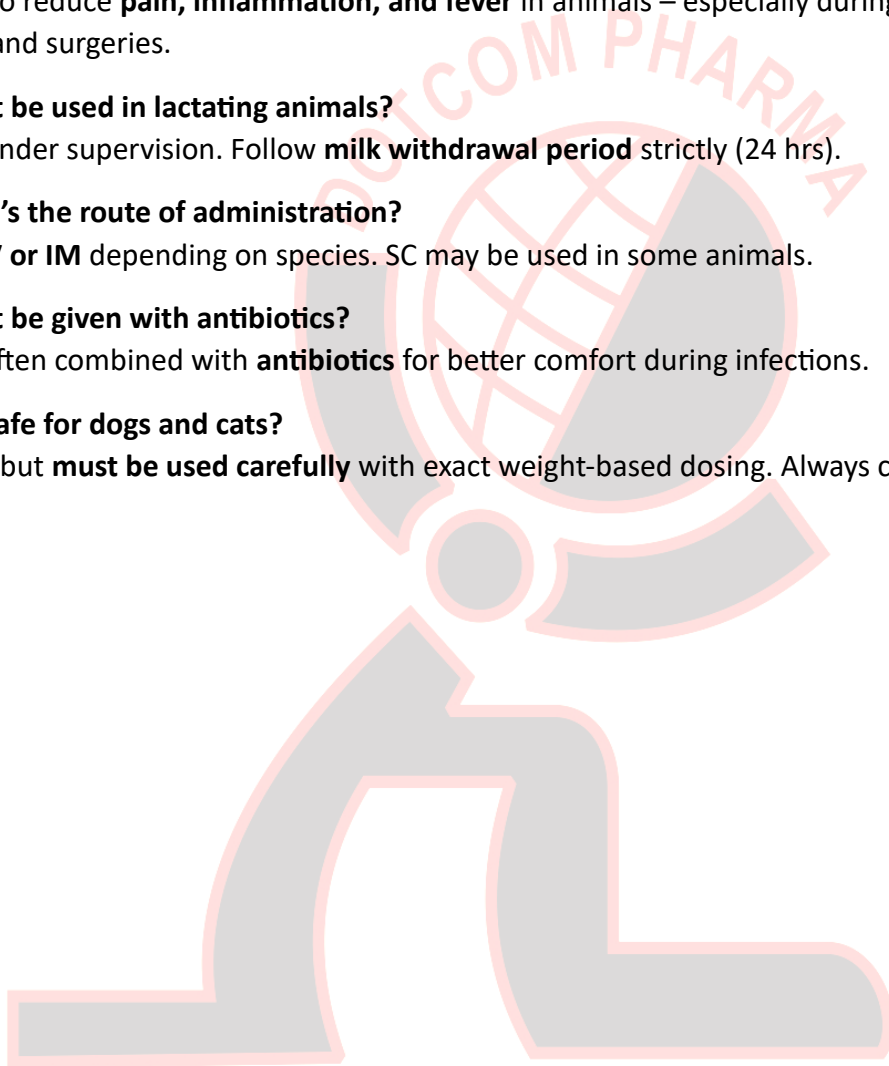 o reduce pain, inflammation, and fever in animals – especially during
and surgeries.
t be used in lactating animals?
nder supervision. Follow milk withdrawal period strictly (24 hrs).
's the route of administration?
or IM depending on species. SC may be used in some animals.
t be given with antibiotics?
ften combined with antibiotics for better comfort during infections.
afe for dogs and cats?
but must be used carefully with exact weight-based dosing. Always c
DOTCOM PHARMA